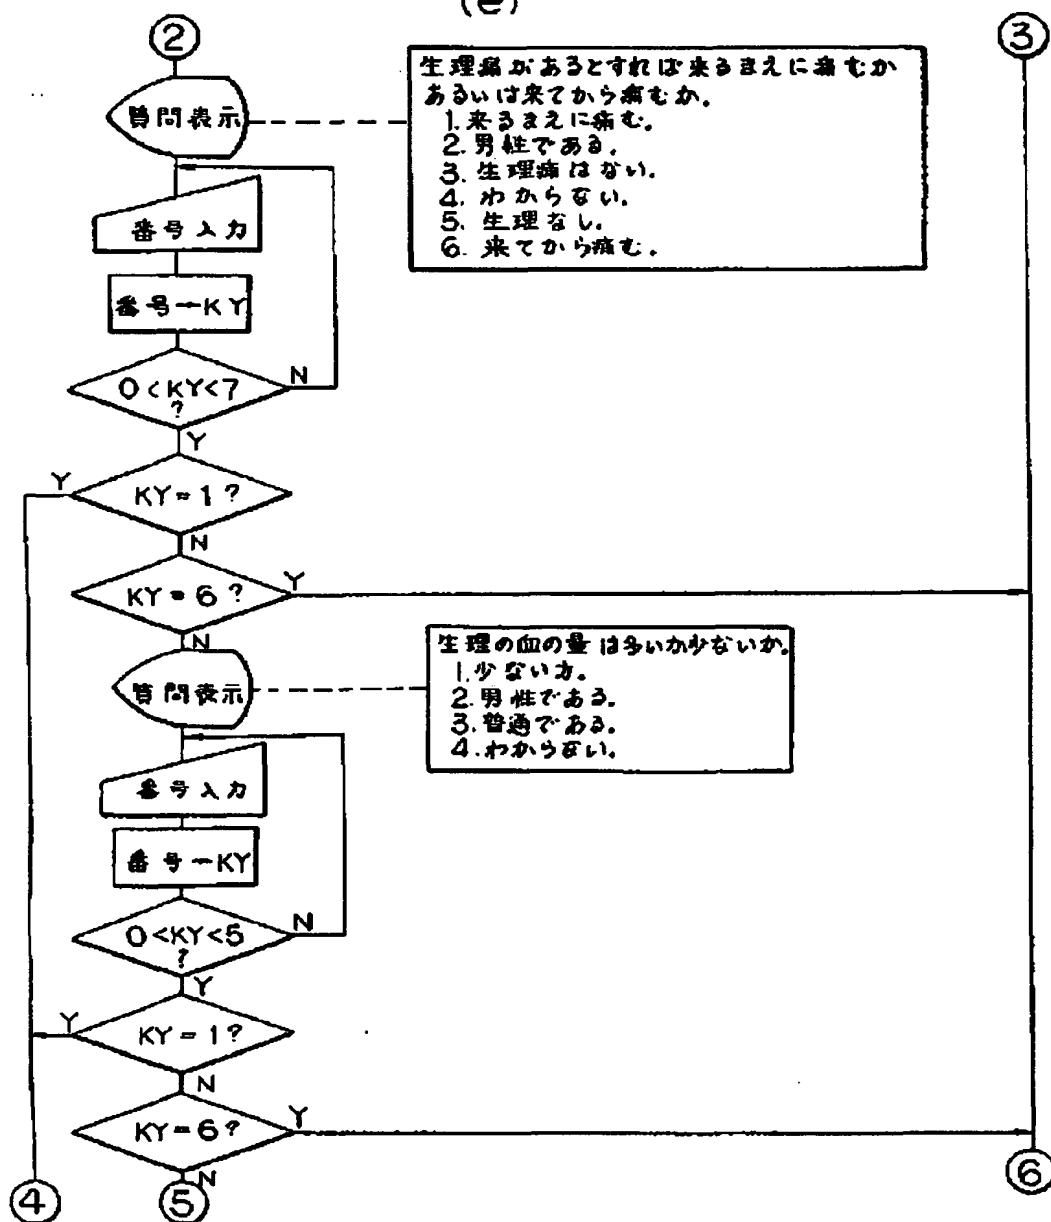 (e)
②
③
質問表示
生理痛があるとすれば来るまえに痛むか
あるいは来てから痛むか。
1. 来るまえに痛む。
2. 男性である。
3. 生理痛はない。
4. わからない。
5. 生理なし。
6. 来てから痛む。
番号入力
番号→KY
0<KY<7
?
N
Y
KY=1?
Y
N
KY=6?
Y
N
質問表示
生理の血の量は多いか少ないか。
1. 少ない方。
2. 男性である。
3. 普通である。
4. わからない。
番号入力
番号→KY
0<KY<5
?
N
Y
KY=1?
Y
N
KY=6?
Y
N
④
⑤
⑥